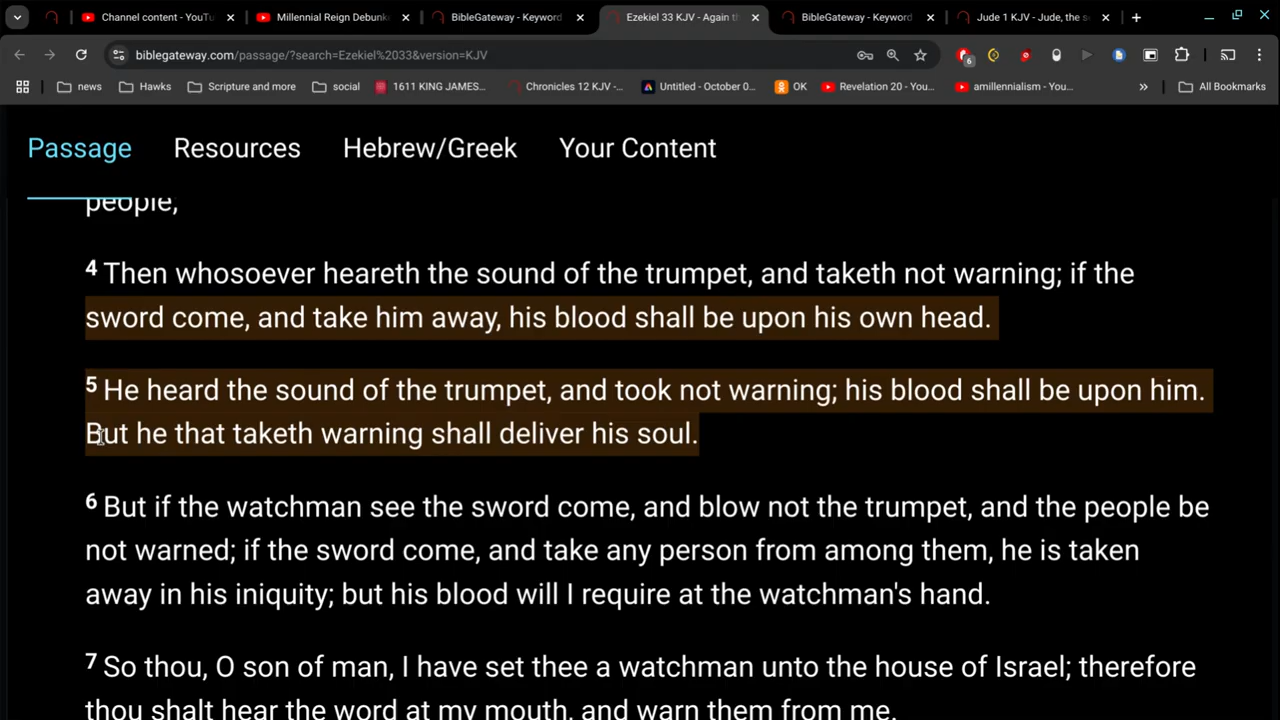 Channel content - YouTu
Millennial Reign Debunke
BibleGateway - Keyword
Ezekiel 33 KJV - Again th
BibleGateway - Keyword
Jude 1 KJV - Jude, the s
biblegateway.com/passage/?search=Ezekiel%2033&version=KJV
6
news
Hawks
Scripture and more
social
1611 KING JAMES...
Chronicles 12 KJV -...
Untitled - October 0...
OK
Revelation 20 - You...
amillennialism - You...
All Bookmarks
Passage
Resources
Hebrew/Greek
Your Content
people,
4 Then whosoever heareth the sound of the trumpet, and taketh not warning; if the
sword come, and take him away, his blood shall be upon his own head.
5 He heard the sound of the trumpet, and took not warning; his blood shall be upon him.
But he that taketh warning shall deliver his soul.
6 But if the watchman see the sword come, and blow not the trumpet, and the people be
not warned; if the sword come, and take any person from among them, he is taken
away in his iniquity; but his blood will I require at the watchman's hand.
7 So thou, O son of man, I have set thee a watchman unto the house of Israel; therefore
thou shalt hear the word at my mouth, and warn them from me.